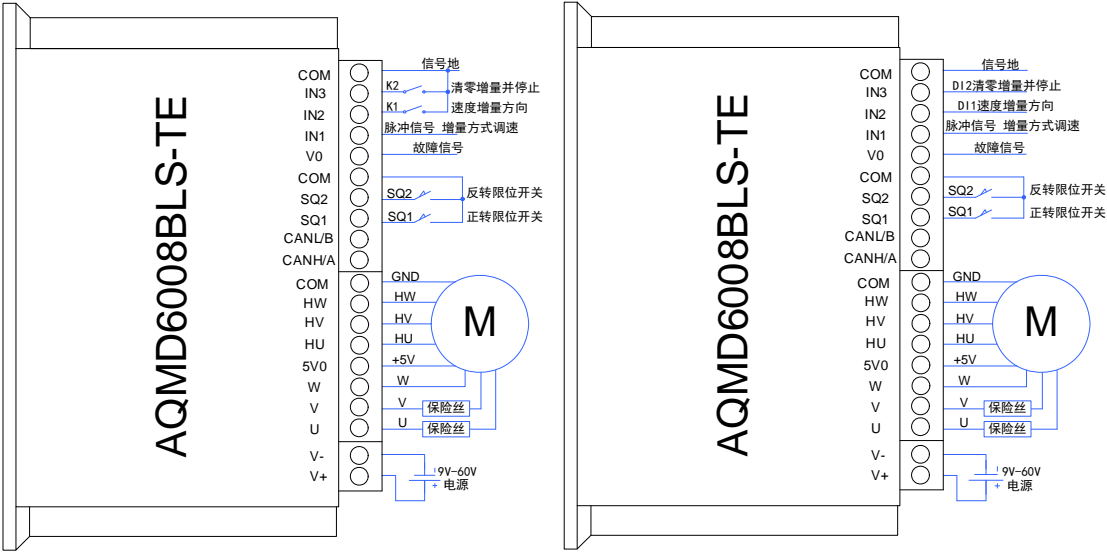 AQMD6008BLS-TE
COM 信号地
IN3 K2 清零增量并停止
IN2 K1 速度增量方向
IN1 脉冲信号 增量方式调速
V0 故障信号
COM
SQ2 SQ2 反转限位开关
SQ1 SQ1 正转限位开关
CANL/B
CANH/A
COM GND
HW HW
HV HV
HU HU
5V0 +5V
W W
V V 保险丝
U U 保险丝
M
V- 9V-60V
V+ + 电源
AQMD6008BLS-TE
COM 信号地
IN3 DI2清零增量并停止
IN2 DI1速度增量方向
IN1 脉冲信号 增量方式调速
V0 故障信号
COM
SQ2 SQ2 反转限位开关
SQ1 SQ1 正转限位开关
CANL/B
CANH/A
COM GND
HW HW
HV HV
HU HU
5V0 +5V
W W
V V 保险丝
U U 保险丝
M
V- 9V-60V
V+ + 电源